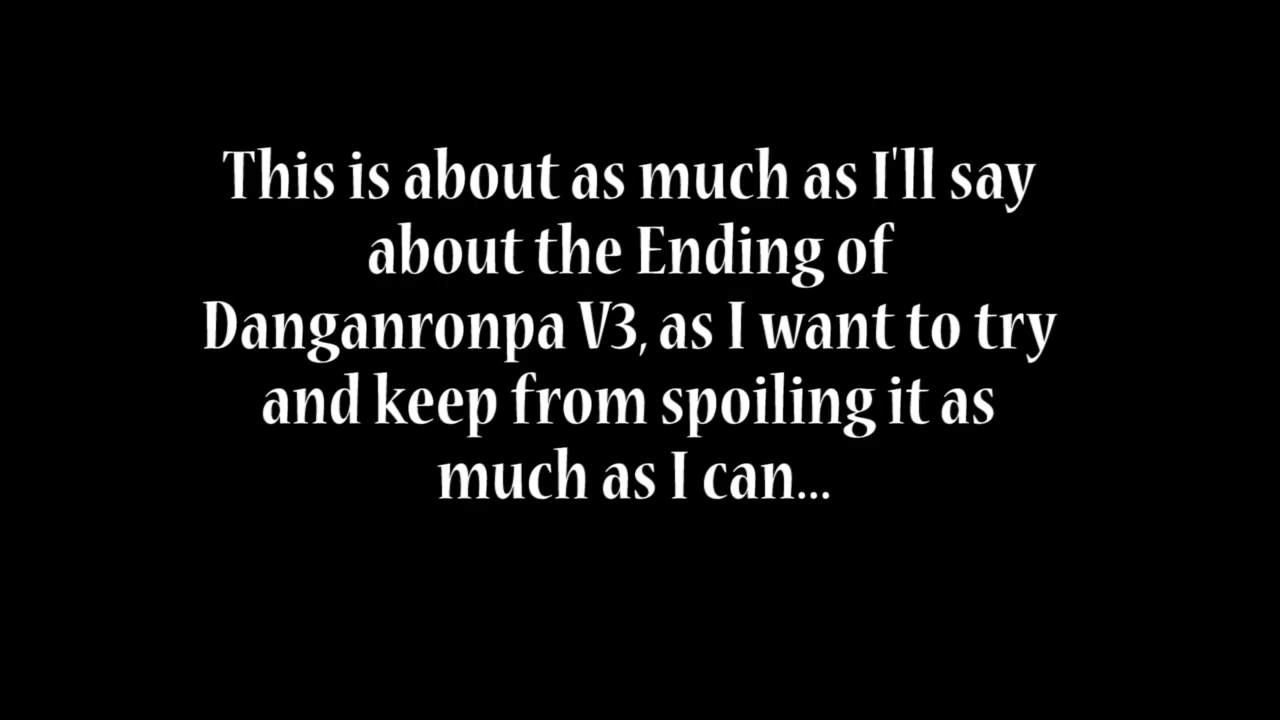 This is about as much as I'll say
about the Ending of
Danganronpa V3, as I want to try
and keep from spoiling it as
much as I can...